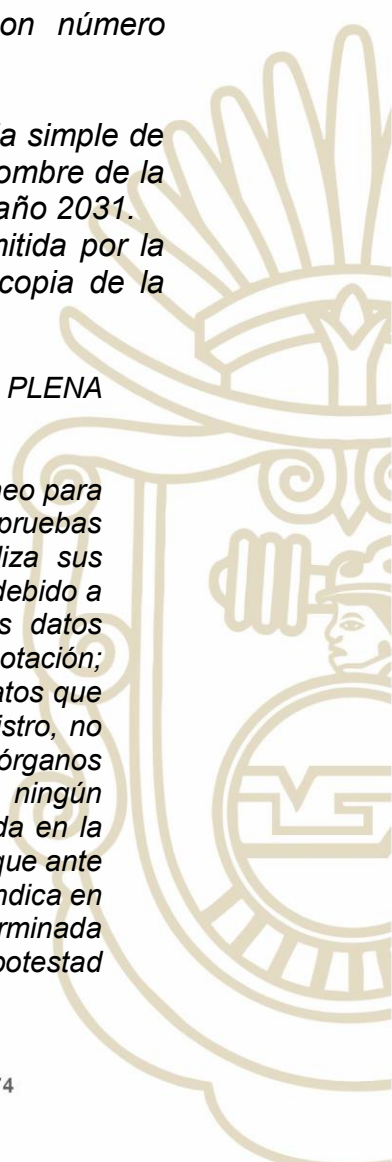 on número
a simple de
ombre de la
año 2031.
mitida por la
copia de la
PLENA
neo para
pruebas
liza sus
debido a
s datos
otación;
atos que
istro, no
órganos
ningún
da en la
que ante
ndica en
rminada
potestad
74